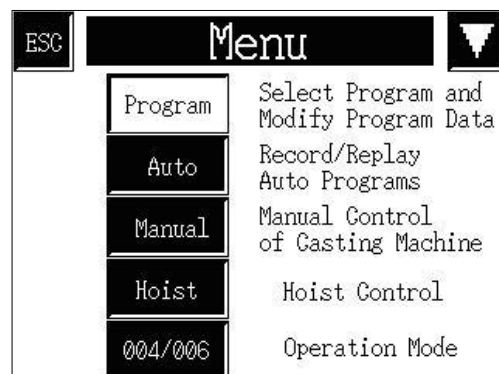 ESC Menu
Program Select Program and
Modify Program Data
Auto Record/Replay
Auto Programs
Manual Manual Control
of Casting Machine
Hoist Hoist Control
004/006 Operation Mode